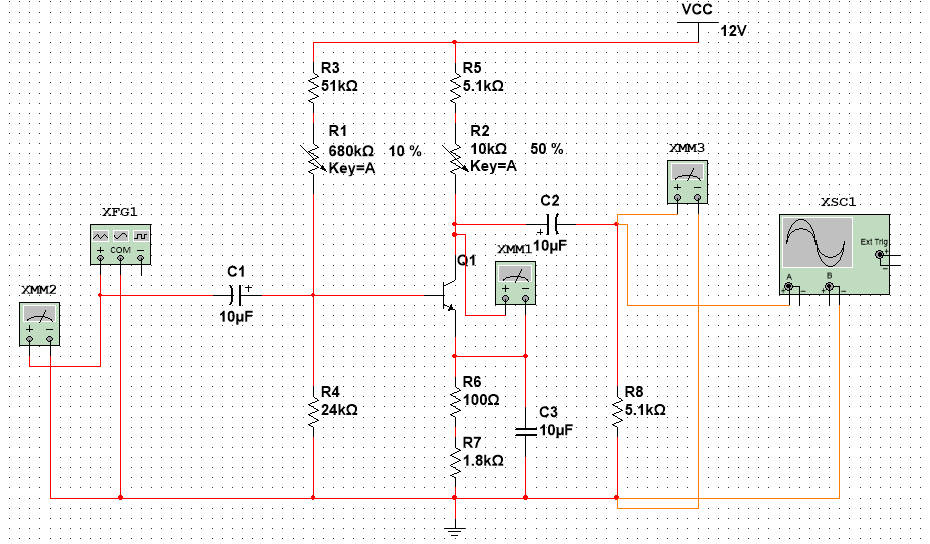 VCC
12V
R3
51kΩ
R5
5.1kΩ
R1
680kΩ 10 %
Key=A
R2
10kΩ 50 %
Key=A
XMM3
+ −
XFG1
+ COM −
C2
+
10µF
XSC1
Ext Trig
+
−
A
B
+ −
+ −
Q1
XMM1
+ −
C1
+
10µF
XMM2
+ −
R4
24kΩ
R6
100Ω
R8
5.1kΩ
C3
10µF
R7
1.8kΩ